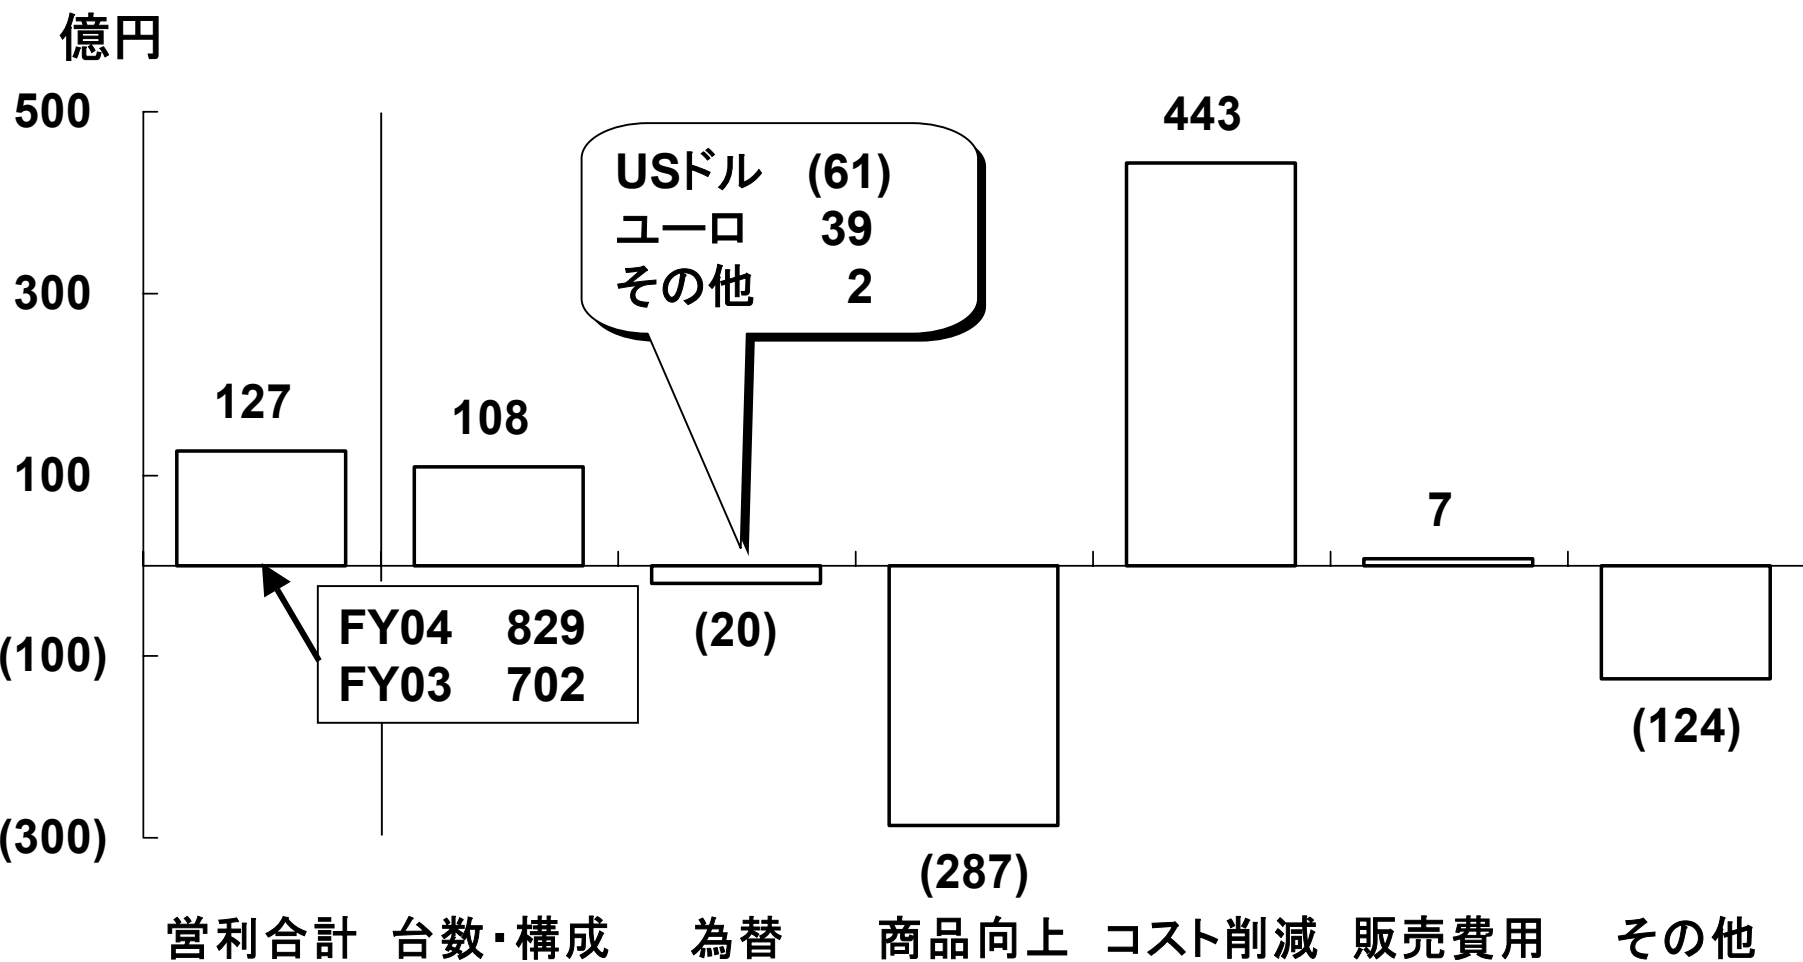 億円
500
300
100
(100)
(300)
127
108
USドル (61)
ユーロ 39
その他 2
443
7
FY04 829
FY03 702
(20)
(287)
(124)
営利合計 台数・構成 為替 商品向上 コスト削減 販売費用 その他